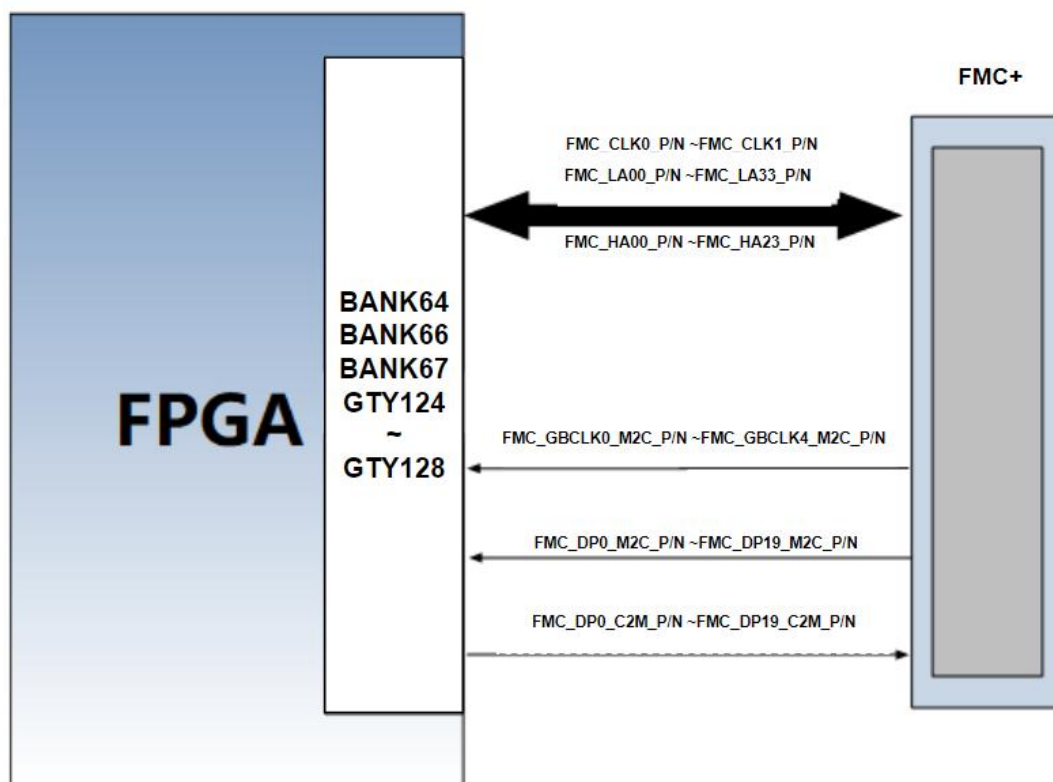 FMC+
FMC_CLK0_P/N ~FMC_CLK1_P/N
FMC_LA00_P/N ~FMC_LA33_P/N
FMC_HA00_P/N ~FMC_HA23_P/N
BANK64
BANK66
BANK67
GTY124
~
GTY128
FPGA
FMC_GBCLK0_M2C_P/N ~FMC_GBCLK4_M2C_P/N
FMC_DP0_M2C_P/N ~FMC_DP19_M2C_P/N
FMC_DP0_C2M_P/N ~FMC_DP19_C2M_P/N